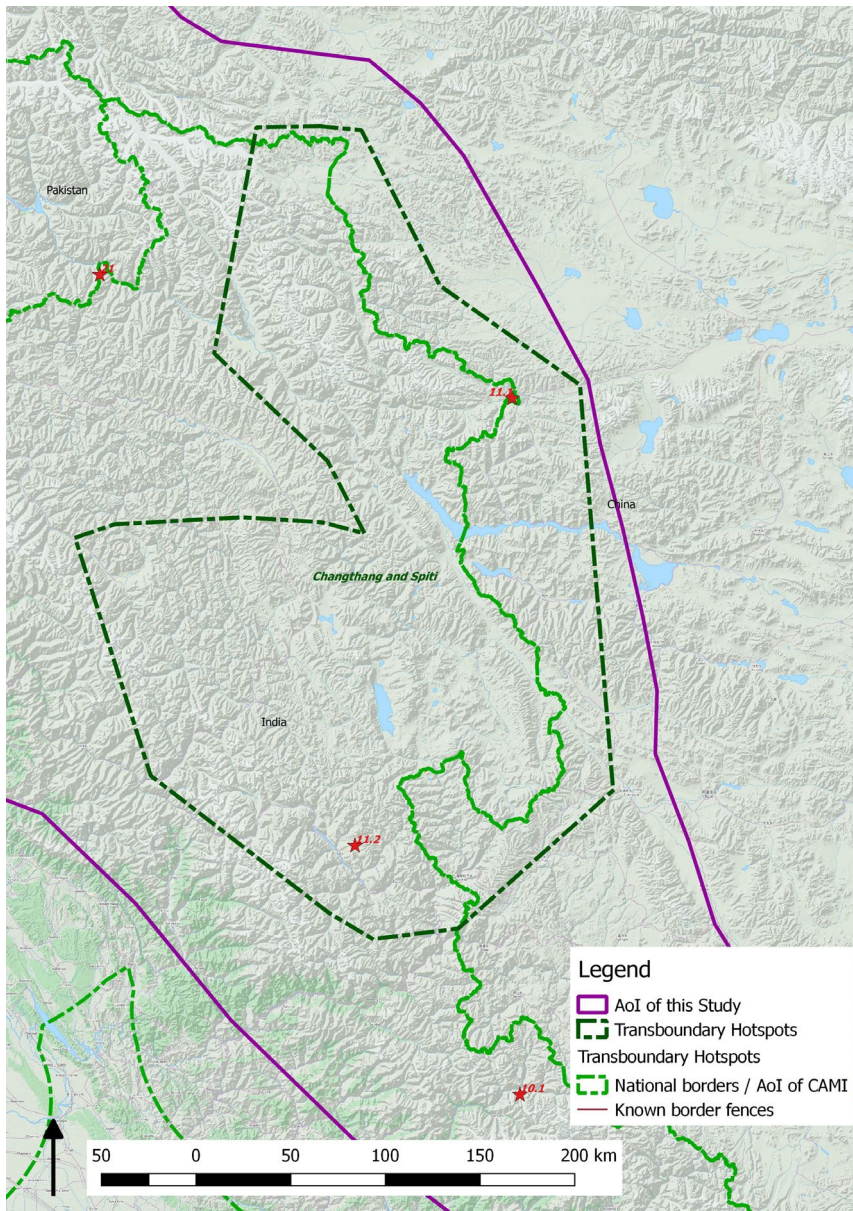 Pakistan
11.
China
Changthang and Spiti
India
11.2
Legend
AoI of this Study
Transboundary Hotspots
Transboundary Hotspots
National borders / AoI of CAMI
Known border fences
10.1
50 0 50 100 150 200 km